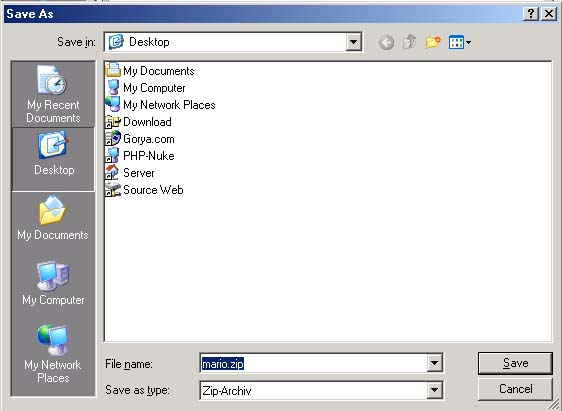 Save As
Save in: Desktop
My Recent
Documents
Desktop
My Documents
My Computer
My Network
Places
My Documents
My Computer
My Network Places
Download
Gorya.com
PHP-Nuke
Server
Source Web
File name: mario.zip Save
Save as type: Zip-Archiv Cancel